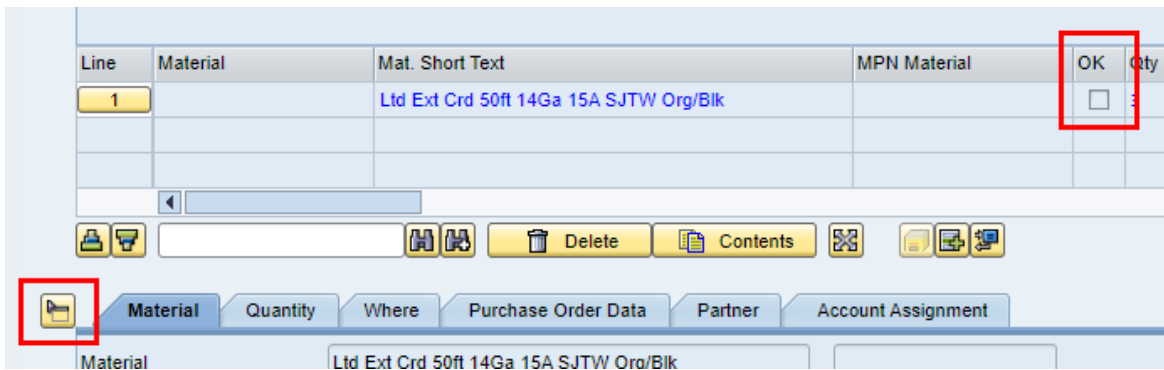 Line Material Mat. Short Text MPN Material OK Qty
1 Ltd Ext Crd 50ft 14Ga 15A SJTW Org/Blk
Delete Contents
Material Quantity Where Purchase Order Data Partner Account Assignment
Material Ltd Ext Crd 50ft 14Ga 15A SJTW Org/Blk